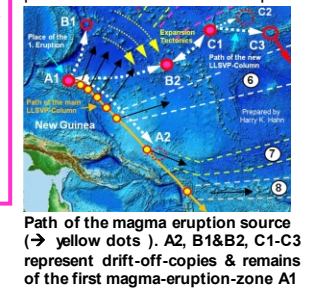 C2
B1
Place of the
1. Eruption
Expansion
Tectonics
C1
C3
Path of the new
LLSVP-Column
A1
B2
6
Path of the main
LLSVP-Column
Prepared by
Harry K. Hahn
New Guinea
A2
7
8
Path of the magma eruption source
(→ yellow dots ). A2, B1&B2, C1-C3
represent drift-off-copies & remains
of the first magma-eruption-zone A1